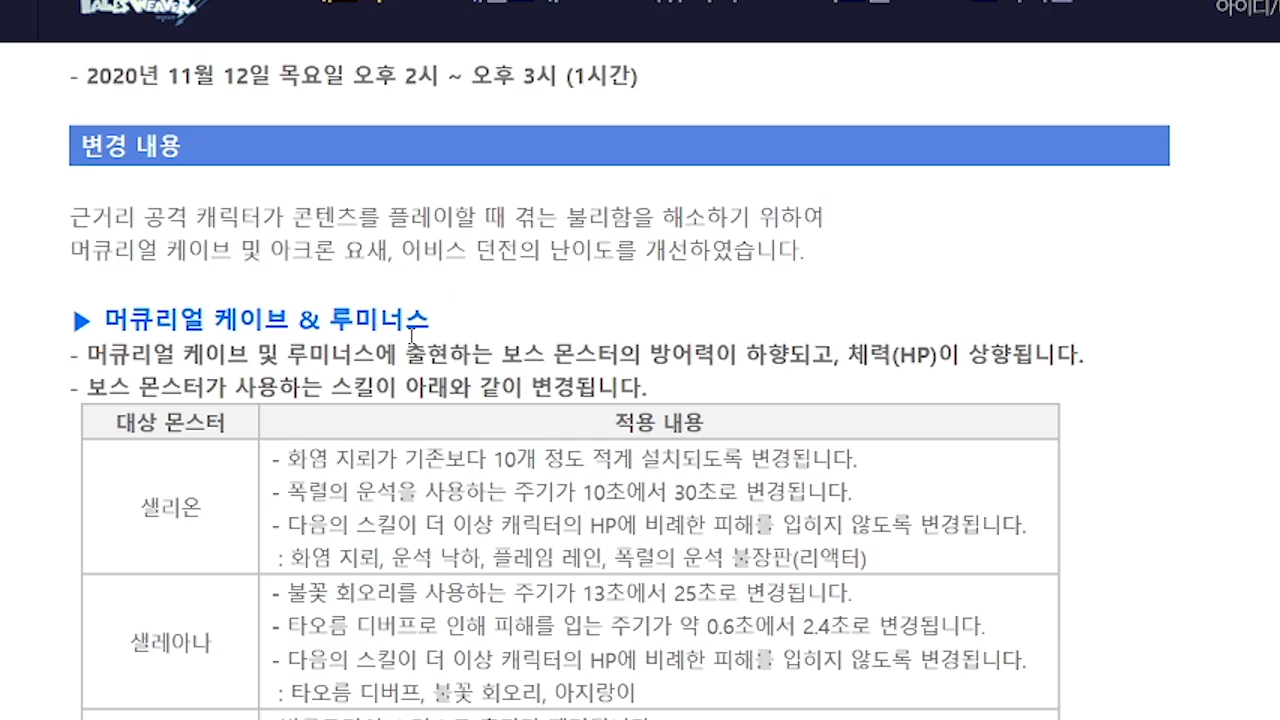 TALESWEAVER
아이디/
- 2020년 11월 12일 목요일 오후 2시 ~ 오후 3시 (1시간)
변경 내용
근거리 공격 캐릭터가 콘텐츠를 플레이할 때 겪는 불리함을 해소하기 위하여
머큐리얼 케이브 및 아크론 요새, 어비스 던전의 난이도를 개선하였습니다.
▶ 머큐리얼 케이브 & 루미너스
- 머큐리얼 케이브 및 루미너스에 출현하는 보스 몬스터의 방어력이 하향되고, 체력(HP)이 상향됩니다.
- 보스 몬스터가 사용하는 스킬이 아래와 같이 변경됩니다.
대상 몬스터 적용 내용
샐리온
- 화염 지뢰가 기존보다 10개 정도 적게 설치되도록 변경됩니다.
- 폭렬의 운석을 사용하는 주기가 10초에서 30초로 변경됩니다.
- 다음의 스킬이 더 이상 캐릭터의 HP에 비례한 피해를 입히지 않도록 변경됩니다.
: 화염 지뢰, 운석 낙하, 플레임 레인, 폭렬의 운석 불장판(리액터)
샐레아나
- 불꽃 회오리를 사용하는 주기가 13초에서 25초로 변경됩니다.
- 타오름 디버프로 인해 피해를 입는 주기가 약 0.6초에서 2.4초로 변경됩니다.
- 다음의 스킬이 더 이상 캐릭터의 HP에 비례한 피해를 입히지 않도록 변경됩니다.
: 타오름 디버프, 불꽃 회오리, 아지랑이